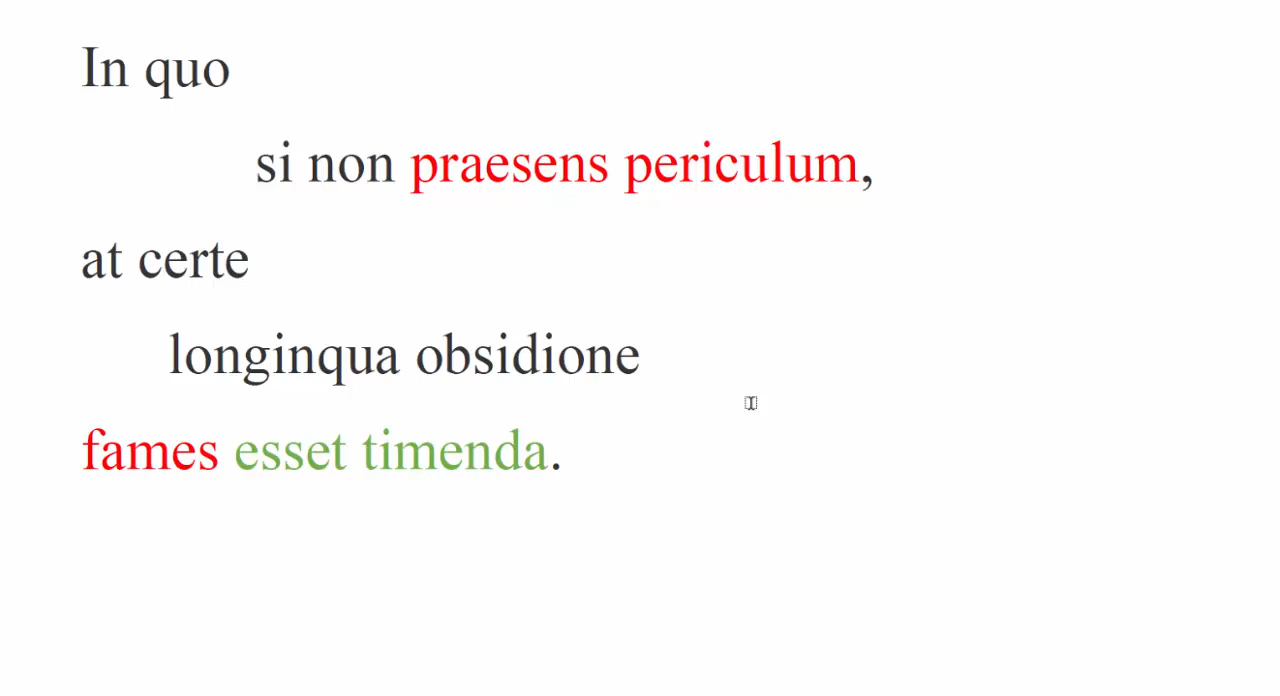 In quo
si non praesens periculum,
at certe
longinqua obsidione
fames esset timenda.